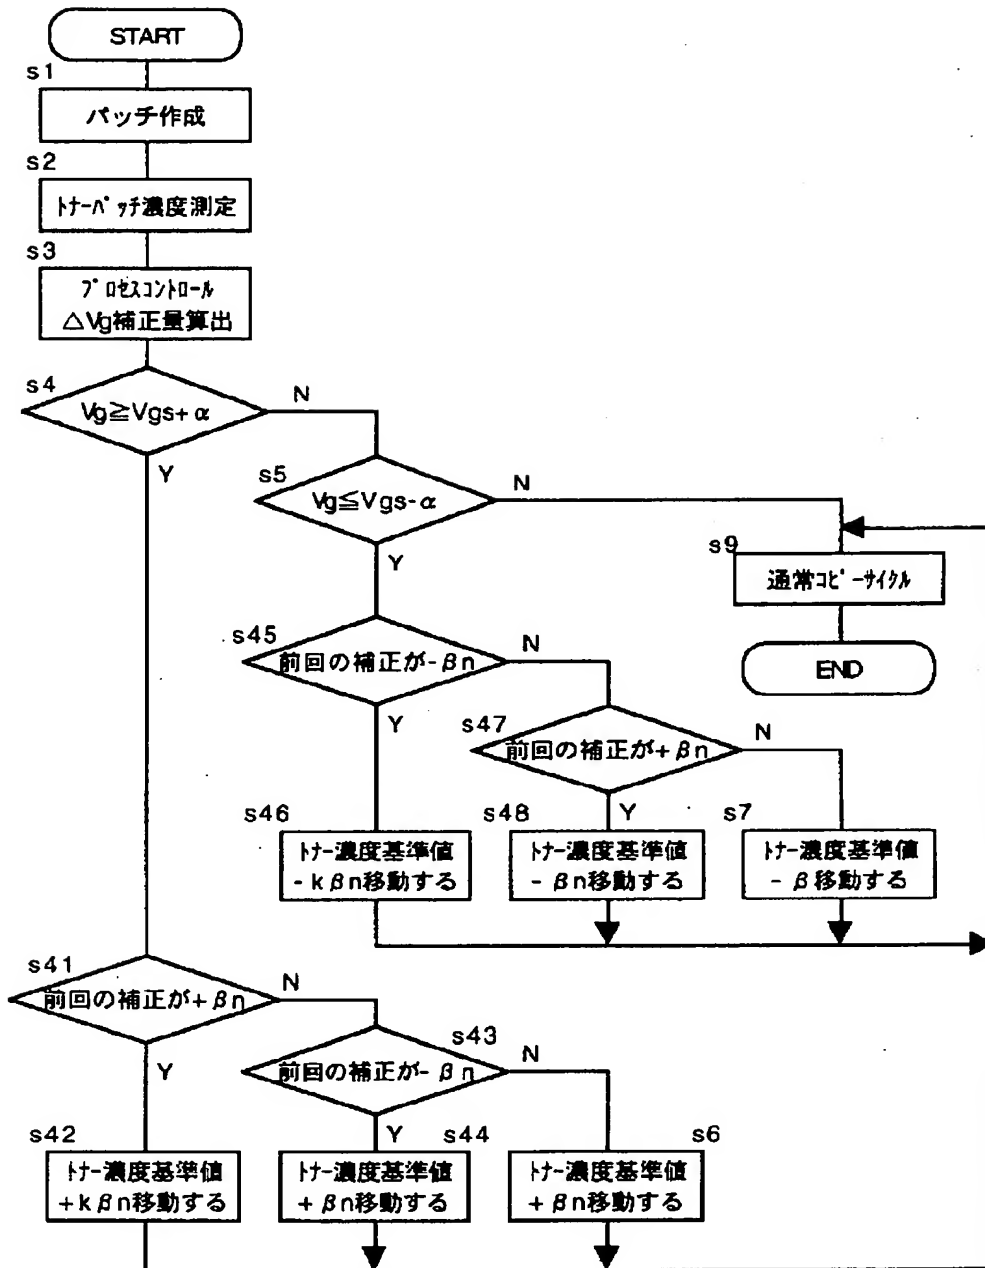 START
s1
パッチ作成
s2
トナーパッチ濃度測定
s3
プロセスコントロール
△Vg補正量算出
s4
Vg≧Vgs+α
N
Y
s5
Vg≦Vgs-α
N
Y
s9
通常コピーサイクル
END
s45
前回の補正が-βn
N
Y
s47
前回の補正が+βn
N
Y
s46
トナー濃度基準値
-kβn移動する
s48
トナー濃度基準値
-βn移動する
s7
トナー濃度基準値
-β移動する
s41
前回の補正が+βn
N
Y
s43
前回の補正が-βn
N
Y
s42
トナー濃度基準値
+kβn移動する
s44
トナー濃度基準値
+βn移動する
s6
トナー濃度基準値
+βn移動する